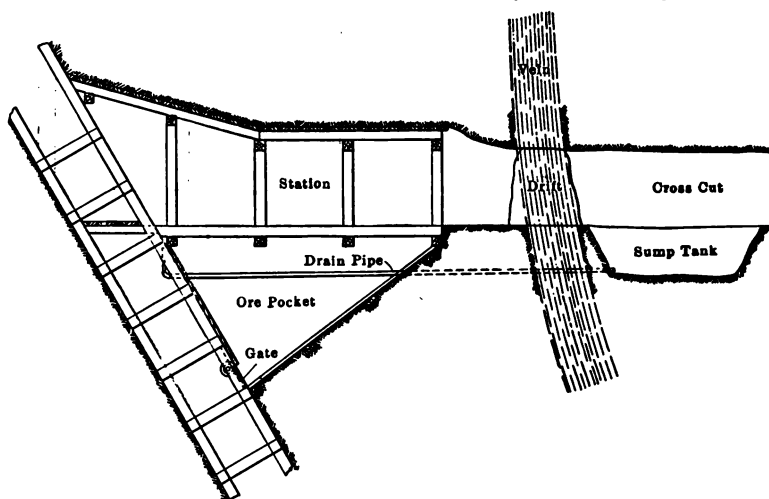 Vein
Station
Drift
Cross Cut
Sump Tank
Drain Pipe
Ore Pocket
Gate